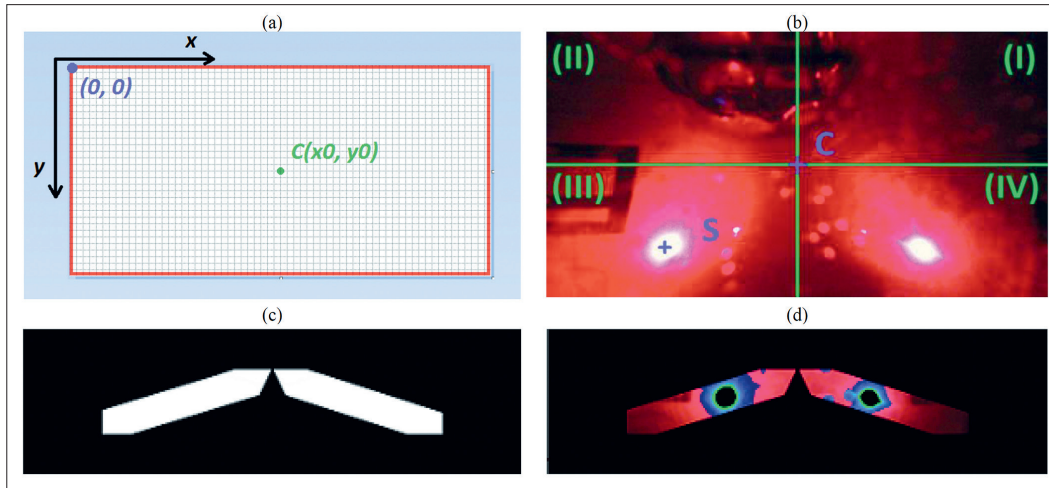 (a)
x
(0, 0)
C(x0, y0)
y
(b)
(II)
(I)
C
(III)
(IV)
S
(c)
(d)